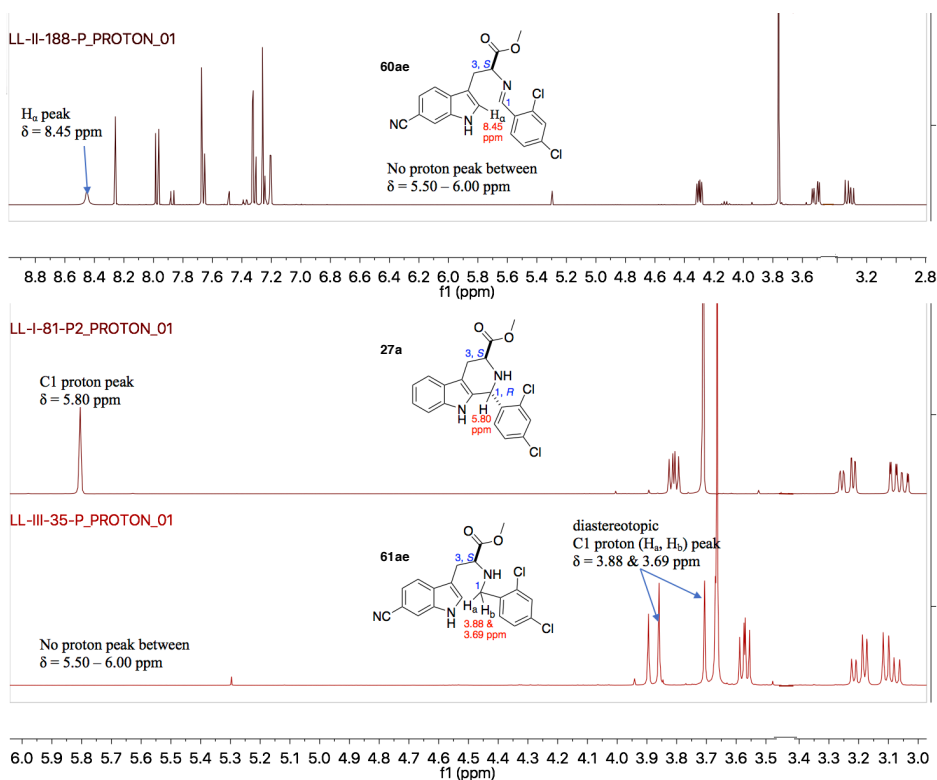 LL-II-188-P_PROTON_01
60ae
O
O
3, S
N
1
Cl
Hα
8.45
ppm
NC
N
H
Cl
Hα peak
δ = 8.45 ppm
No proton peak between
δ = 5.50 – 6.00 ppm
8.8 8.6 8.4 8.2 8.0 7.8 7.6 7.4 7.2 7.0 6.8 6.6 6.4 6.2 6.0 5.8 5.6 5.4 5.2 5.0 4.8 4.6 4.4 4.2 4.0 3.8 3.6 3.2 2.8
f1 (ppm)
LL-I-81-P2_PROTON_01
27a
O
O
3, S
NH
1, R
Cl
N
H
H
5.80
ppm
Cl
C1 proton peak
δ = 5.80 ppm
LL-III-35-P_PROTON_01
61ae
O
O
3, S
NH
1
Cl
Ha Hb
3.88 &
3.69 ppm
NC
N
H
Cl
diastereotopic
C1 proton (Ha, Hb) peak
δ = 3.88 & 3.69 ppm
No proton peak between
δ = 5.50 – 6.00 ppm
6.0 5.9 5.8 5.7 5.6 5.5 5.4 5.3 5.2 5.1 5.0 4.9 4.8 4.7 4.6 4.5 4.4 4.3 4.2 4.1 4.0 3.9 3.8 3.7 3.6 3.5 3.4 3.3 3.2 3.1 3.0
f1 (ppm)